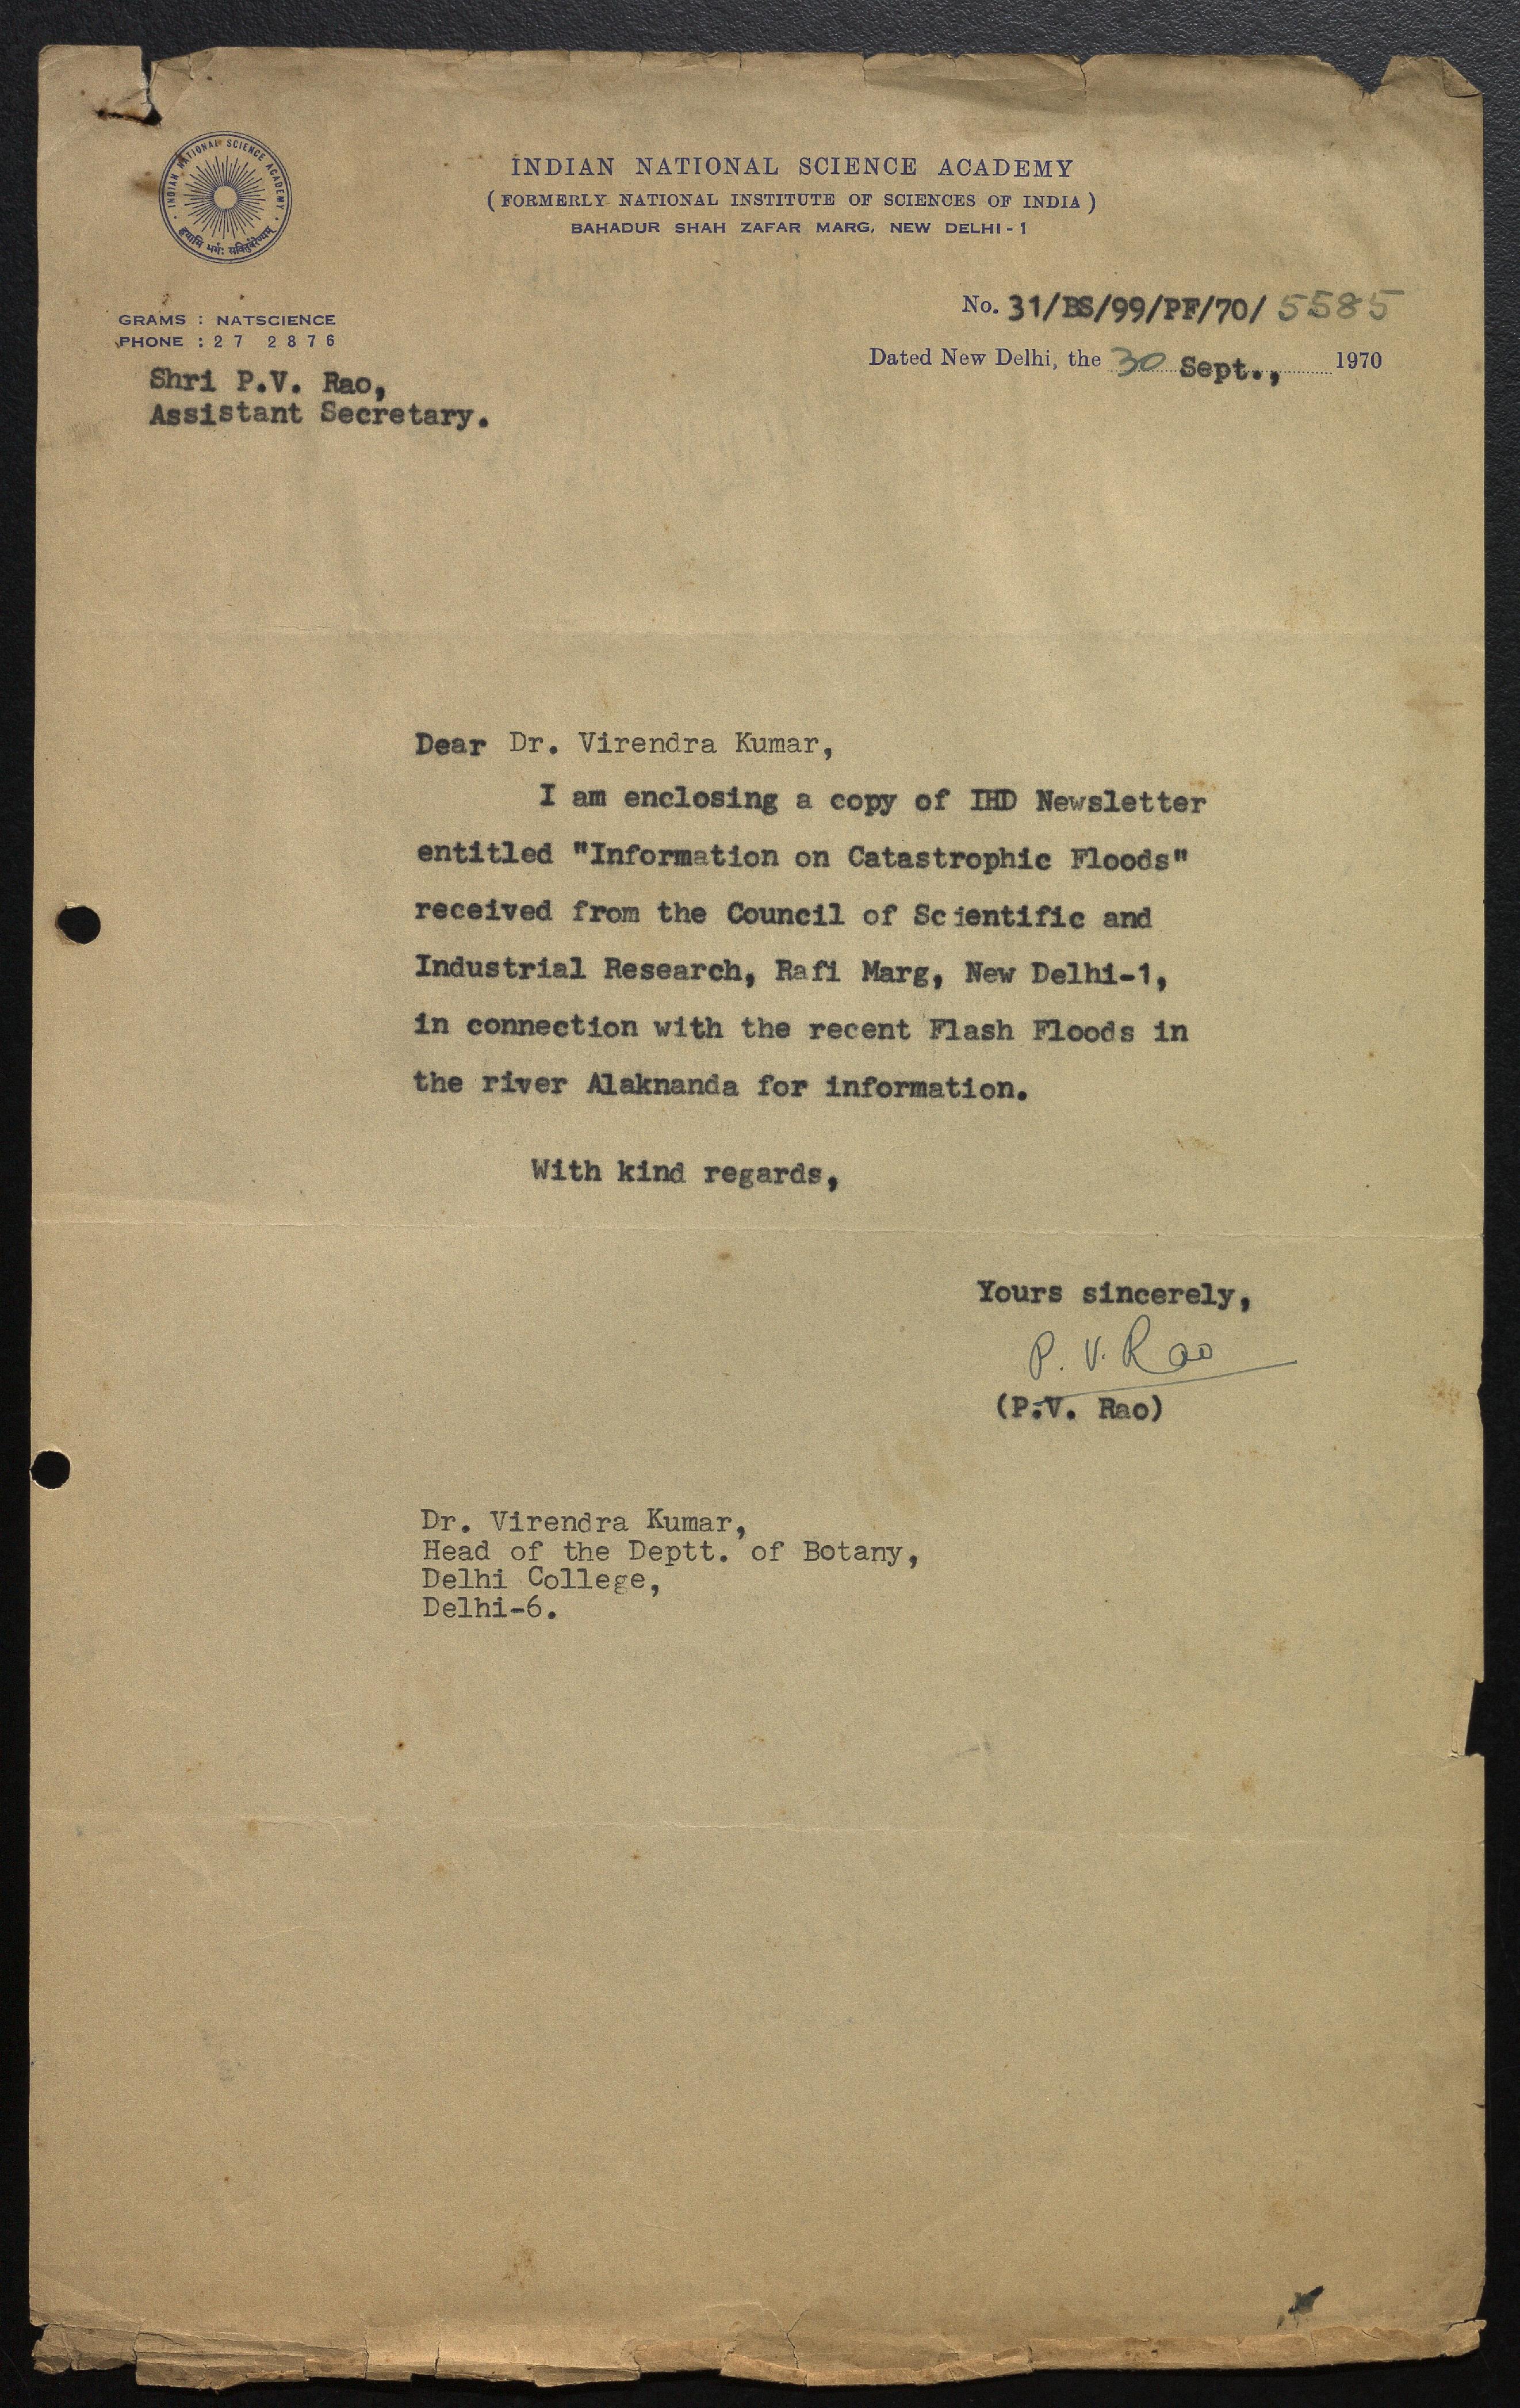 INDIAN NATIONAL SCIENCE ACADEMY
INDIAN NATIONAL SCIENCE ACADEMY
(FORMERLY NATIONAL INSTITUTE OF SCIENCES OF INDIA)
BAHADUR SHAH ZAFAR MARG, NEW DELHI-1
GRAMS : NATSCIENCE
PHONE : 27 2876
No. 31/BS/99/PF/70/ 5585
Dated New Delhi, the 30 Sept., 1970
Shri P.V. Rao,
Assistant Secretary.
Dear Dr. Virendra Kumar,
I am enclosing a copy of IHD Newsletter
entitled "Information on Catastrophic Floods"
received from the Council of Scientific and
Industrial Research, Rafi Marg, New Delhi-1,
in connection with the recent Flash Floods in
the river Alaknanda for information.
With kind regards,
Yours sincerely,
P. V. Rao
(P.V. Rao)
Dr. Virendra Kumar,
Head of the Deptt. of Botany,
Delhi College,
Delhi-6.